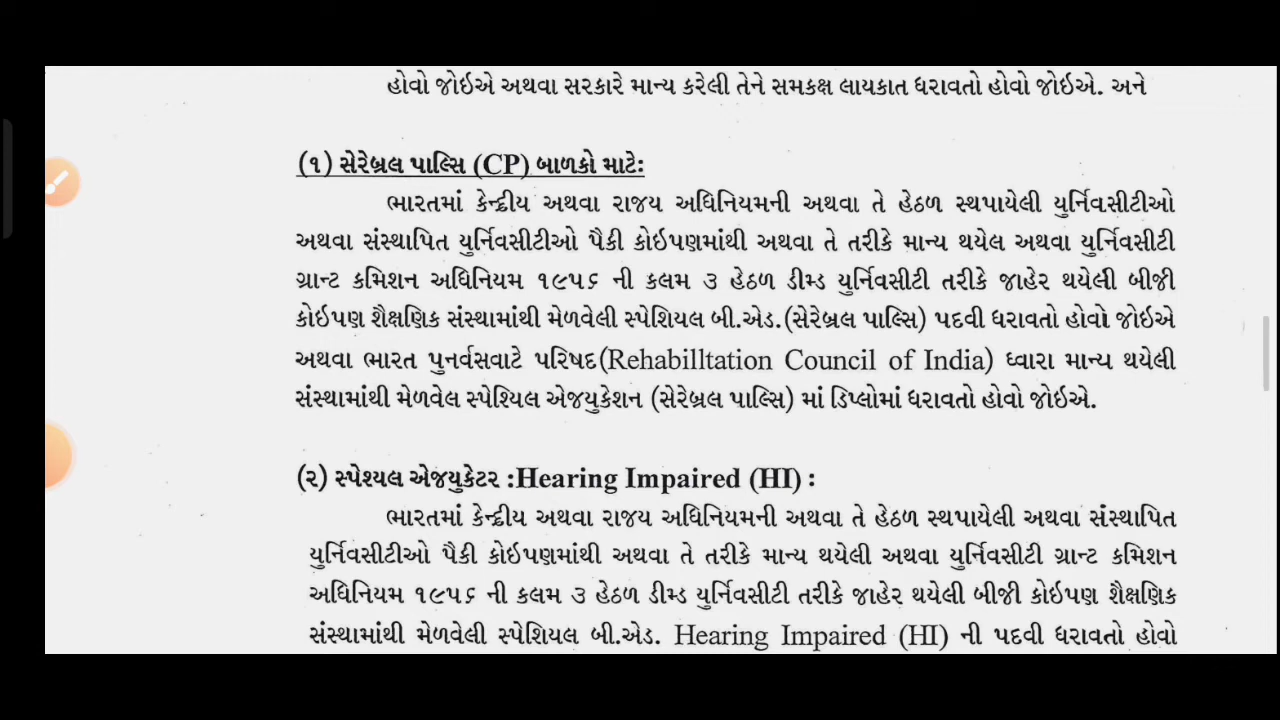 હોવો જોઇએ અથવા સરકારે માન્ય કરેલી તેને સમકક્ષ લાયકાત ધરાવતો હોવો જોઇએ. અને
(૧) સેરેબ્રલ પાલ્સિ (CP) બાળકો માટેઃ
ભારતમાં કેન્દ્રીય અથવા રાજય અધિનિયમની અથવા તે હેઠળ સ્થપાયેલી યુર્નિવસીટીઓ
અથવા સંસ્થાપિત યુર્નિવસીટીઓ પૈકી કોઇપણમાંથી અથવા તે તરીકે માન્ય થયેલ અથવા યુર્નિવસીટી
ગ્રાન્ટ કમિશન અધિનિયમ ૧૯૫૬ ની કલમ ૩ હેઠળ ડીમ્ડ યુર્નિવસીટી તરીકે જાહેર થયેલી બીજી
કોઇપણ શૈક્ષણિક સંસ્થામાંથી મેળવેલી સ્પેશિયલ બી.એડ.(સેરેબ્રલ પાલ્સિ) પદવી ધરાવતો હોવો જોઈએ
અથવા ભારત પુનર્વસવાટે પરિષદ(Rehabilltation Council of India) ધ્વારા માન્ય થયેલી
સંસ્થામાંથી મેળવેલ સ્પેશ્યિલ એજયુકેશન (સેરેબ્રલ પાલ્સિ) માં ડિપ્લોમાં ધરાવતો હોવો જોઇએ.
(૨) સ્પેશ્યલ એજયુકેટર :Hearing Impaired (HI) :
ભારતમાં કેન્દ્રીય અથવા રાજય અધિનિયમની અથવા તે હેઠળ સ્થપાયેલી અથવા સંસ્થાપિત
યુર્નિવસીટીઓ પૈકી કોઇપણમાંથી અથવા તે તરીકે માન્ય થયેલી અથવા યુર્નિવસીટી ગ્રાન્ટ કમિશન
અધિનિયમ ૧૯૫૬ ની કલમ ૩ હેઠળ ડીમ્ડ યુર્નિવસીટી તરીકે જાહેર થયેલી બીજી કોઇપણ શૈક્ષણિક
સંસ્થામાંથી મેળવેલી સ્પેશિયલ બી.એડ. Hearing Impaired (HI) ની પદવી ધરાવતો હોવો